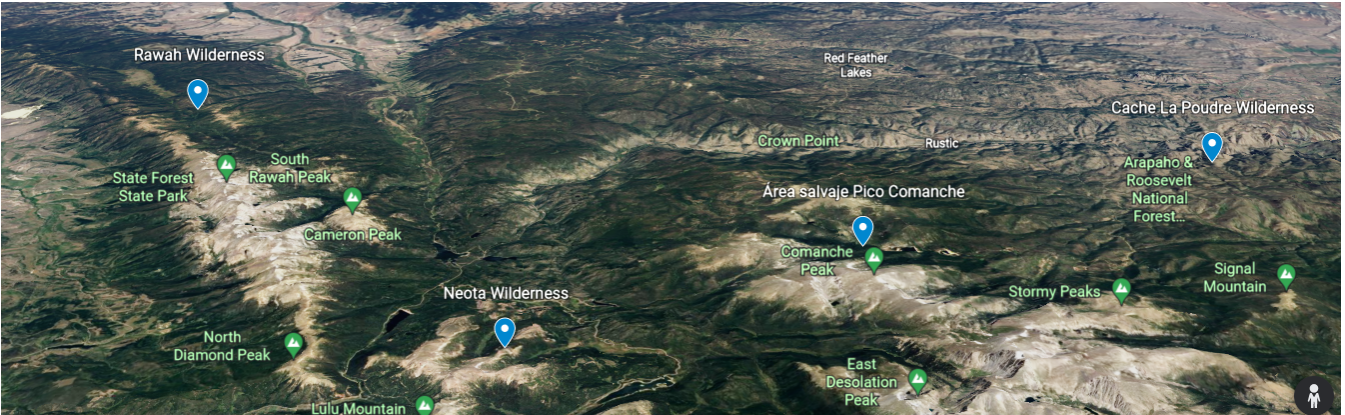 Rawah Wilderness
Red Feather
Lakes
Cache La Poudre Wilderness
Crown Point
Rustic
South
Rawah Peak
State Forest
State Park
Arapaho &
Roosevelt
National
Forest...
Área salvaje Pico Comanche
Cameron Peak
Comanche
Peak
Signal
Mountain
Stormy Peaks
Neota Wilderness
North
Diamond Peak
East
Desolation
Peak
Lulu Mountain